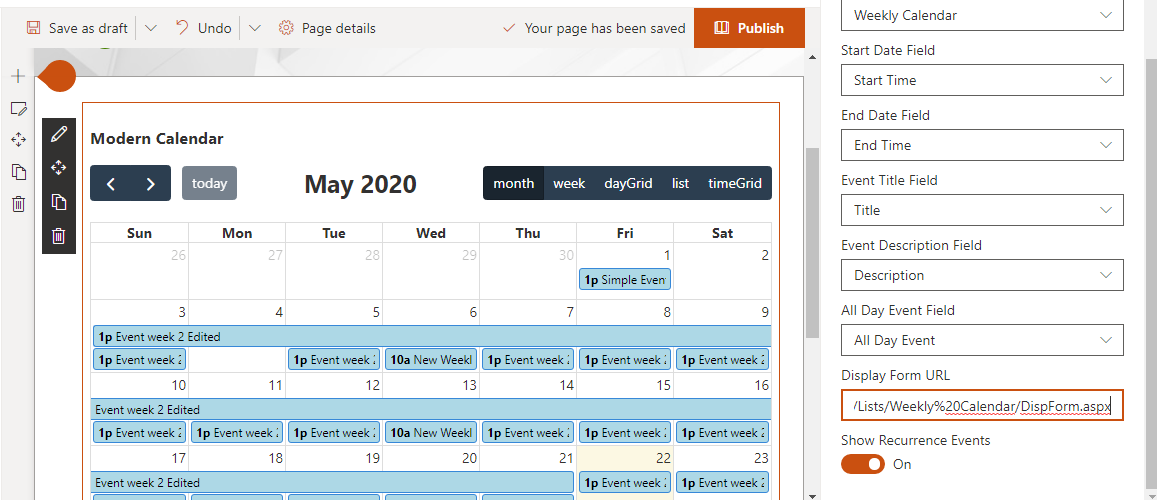 Save as draft Undo Page details Your page has been saved Publish
Modern Calendar
today May 2020 month week dayGrid list timeGrid
Sun Mon Tue Wed Thu Fri Sat
26 27 28 29 30 1 2
1p Simple Even
3 4 5 6 7 8 9
1p Event week 2 Edited
1p Event week 2 1p Event week 2 10a New Weekl 1p Event week 2 1p Event week 2 1p Event week 2
10 11 12 13 14 15 16
Event week 2 Edited
1p Event week 2 1p Event week 2 1p Event week 2 10a New Weekl 1p Event week 2 1p Event week 2 1p Event week 2
17 18 19 20 21 22 23
Event week 2 Edited 1p Event week 2 1p Event week 2
Weekly Calendar
Start Date Field
Start Time
End Date Field
End Time
Event Title Field
Title
Event Description Field
Description
All Day Event Field
All Day Event
Display Form URL
/Lists/Weekly%20Calendar/DispForm.aspx
Show Recurrence Events
On